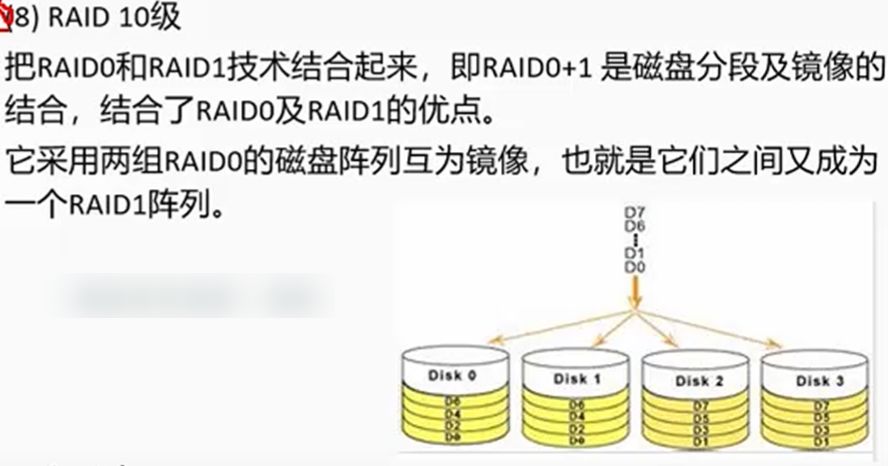 8) RAID 10级
把RAID0和RAID1技术结合起来，即RAID0+1 是磁盘分段及镜像的
结合，结合了RAID0及RAID1的优点。
它采用两组RAID0的磁盘阵列互为镜像，也就是它们之间又成为
一个RAID1阵列。
D7
D6
D1
D0
Disk 0 Disk 1 Disk 2 Disk 3
D6 D6 D7 D7
D4 D4 D5 D5
D2 D2 D3 D3
D0 D0 D1 D1